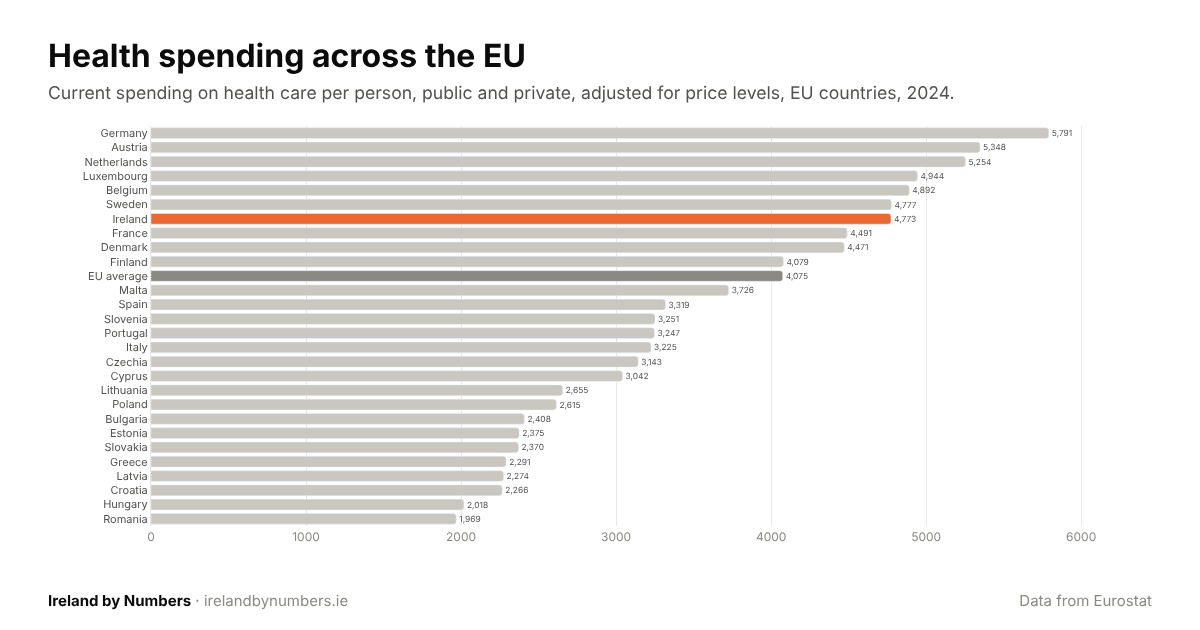 Health spending across the EU
Current spending on health care per person, public and private, adjusted for price levels, EU countries, 2024.
Germany 5,791
Austria 5,348
Netherlands 5,254
Luxembourg 4,944
Belgium 4,892
Sweden 4,777
Ireland 4,773
France 4,491
Denmark 4,471
Finland 4,079
EU average 4,075
Malta 3,726
Spain 3,319
Slovenia 3,251
Portugal 3,247
Italy 3,225
Czechia 3,143
Cyprus 3,042
Lithuania 2,655
Poland 2,615
Bulgaria 2,408
Estonia 2,375
Slovakia 2,370
Greece 2,291
Latvia 2,274
Croatia 2,266
Hungary 2,018
Romania 1,969
0 1000 2000 3000 4000 5000 6000
Ireland by Numbers · irelandbynumbers.ie Data from Eurostat